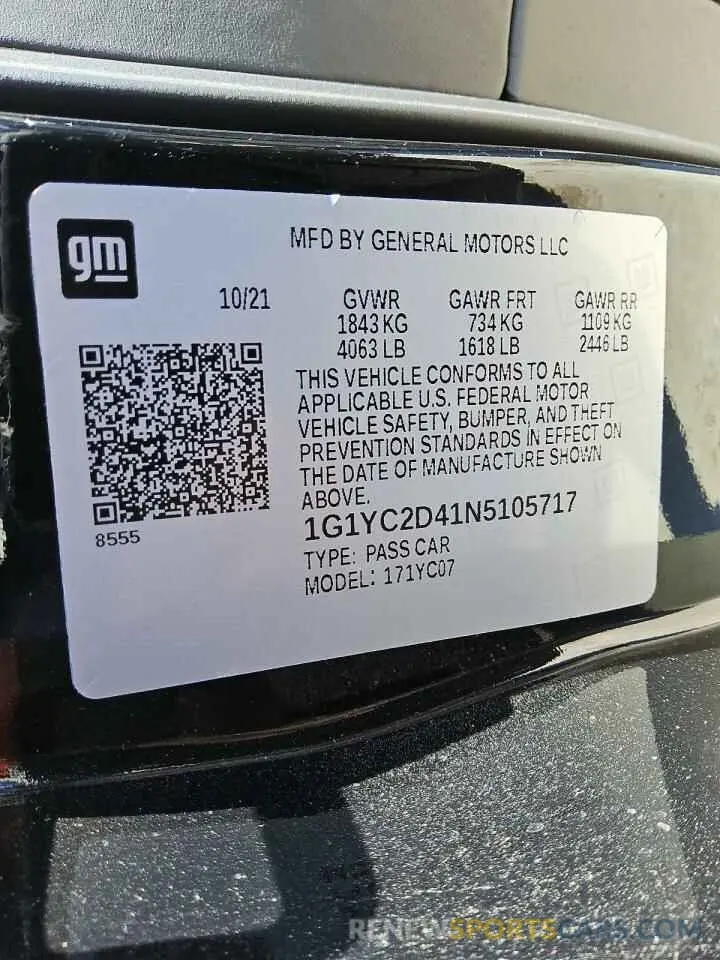 gm
MFD BY GENERAL MOTORS LLC
10/21 GVWR GAWR FRT GAWR RR
1843 KG 734 KG 1109 KG
4063 LB 1618 LB 2446 LB
THIS VEHICLE CONFORMS TO ALL
APPLICABLE U.S. FEDERAL MOTOR
VEHICLE SAFETY, BUMPER, AND THEFT
PREVENTION STANDARDS IN EFFECT ON
THE DATE OF MANUFACTURE SHOWN
ABOVE.
1G1YC2D41N5105717
8555
TYPE: PASS CAR
MODEL: 171YC07
RENEWSPORTSCARS.COM